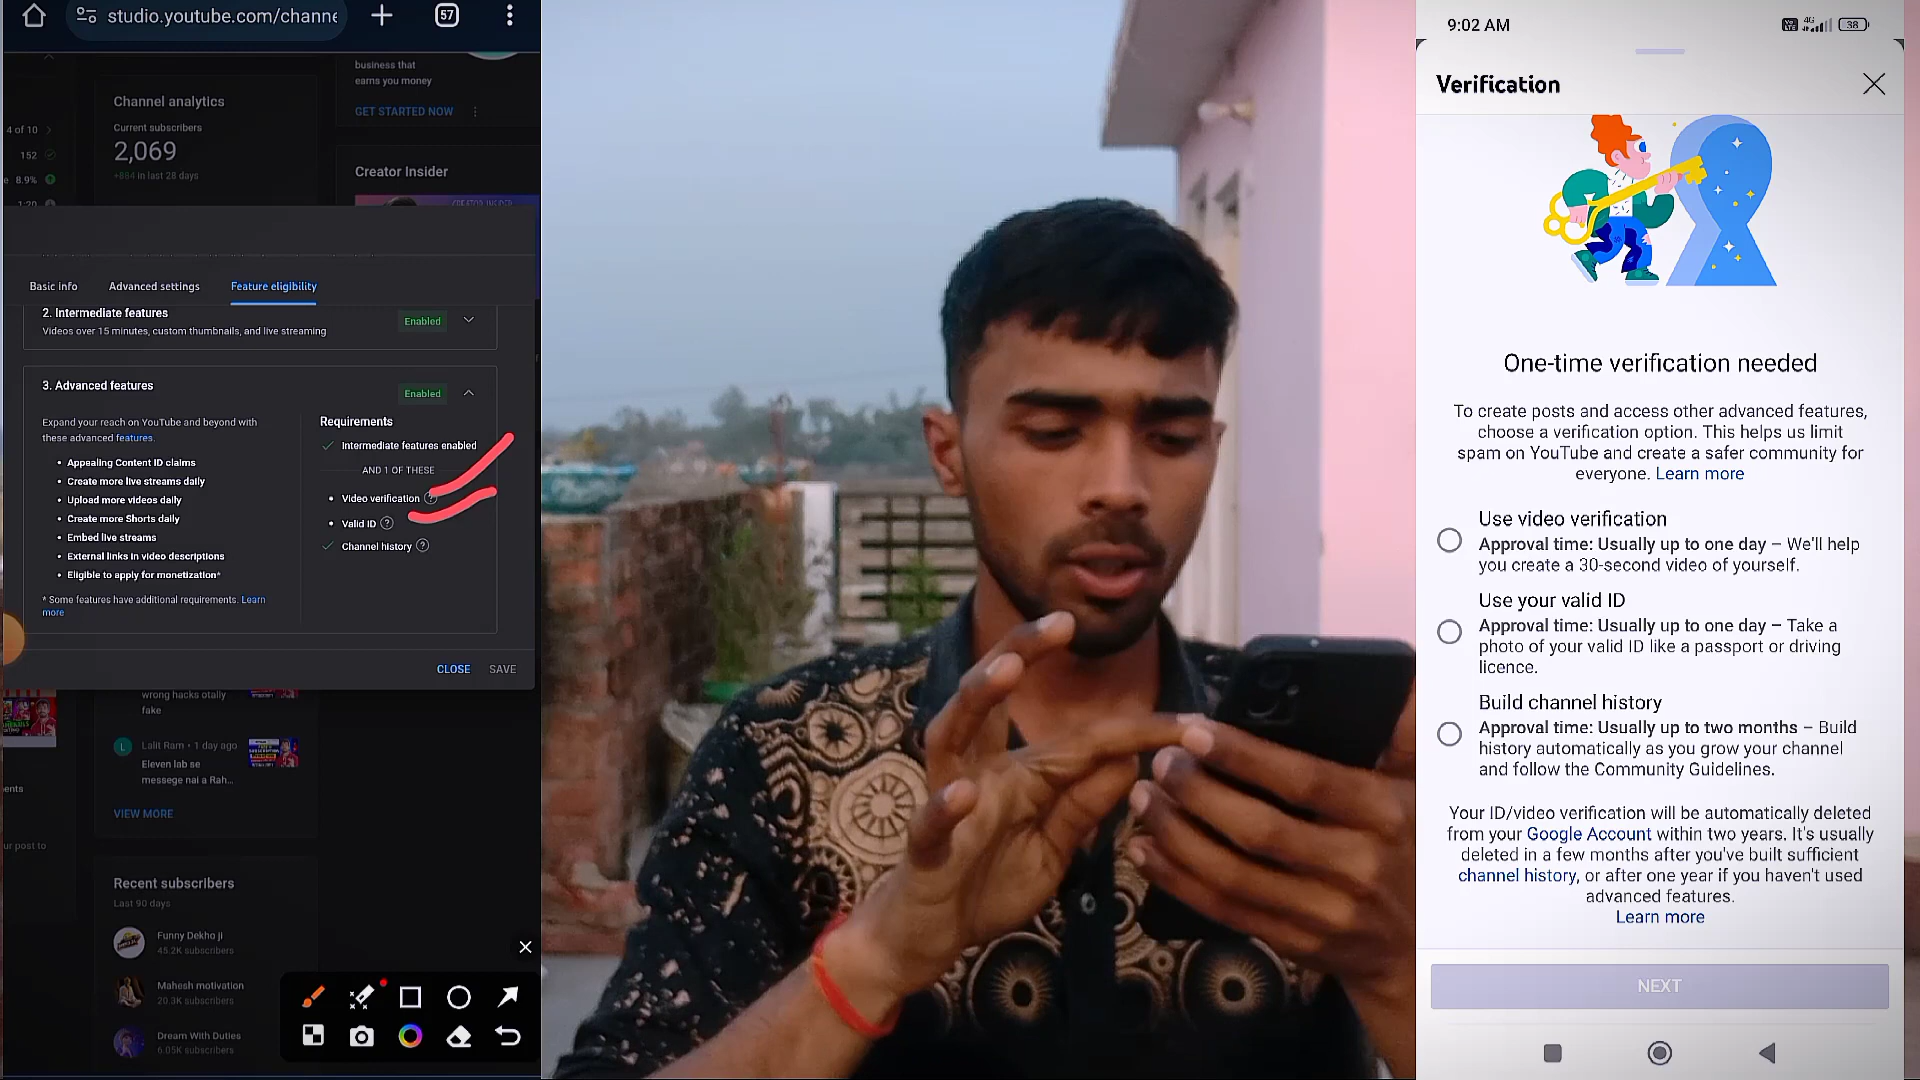 studio.youtube.com/channe
57
business that
earns you money
GET STARTED NOW
Channel analytics
Current subscribers
2,069
+884 in last 28 days
4 of 10
152
8.9%
1:20
Creator Insider
CREATOR INSIDER
Basic info
Advanced settings
Feature eligibility
2. Intermediate features
Videos over 15 minutes, custom thumbnails, and live streaming
Enabled
3. Advanced features
Enabled
Expand your reach on YouTube and beyond with
these advanced features.
• Appealing Content ID claims
• Create more live streams daily
• Upload more videos daily
• Create more Shorts daily
• Embed live streams
• External links in video descriptions
• Eligible to apply for monetization*
* Some features have additional requirements. Learn
more
Requirements
Intermediate features enabled
AND 1 OF THESE
• Video verification
• Valid ID
Channel history
CLOSE
SAVE
wrong hacks otally
fake
L
Lalit Ram • 1 day ago
Eleven lab se
messege nai a Rah...
VIEW MORE
ents
ur post to
Recent subscribers
Last 90 days
Funny Dekho ji
45.2K subscribers
Mahesh motivation
20.3K subscribers
Dream With Duties
6.05K subscribers
9:02 AM
4G
38
Verification
One-time verification needed
To create posts and access other advanced features,
choose a verification option. This helps us limit
spam on YouTube and create a safer community for
everyone. Learn more
Use video verification
Approval time: Usually up to one day – We'll help
you create a 30-second video of yourself.
Use your valid ID
Approval time: Usually up to one day – Take a
photo of your valid ID like a passport or driving
licence.
Build channel history
Approval time: Usually up to two months – Build
history automatically as you grow your channel
and follow the Community Guidelines.
Your ID/video verification will be automatically deleted
from your Google Account within two years. It's usually
deleted in a few months after you've built sufficient
channel history, or after one year if you haven't used
advanced features.
Learn more
NEXT